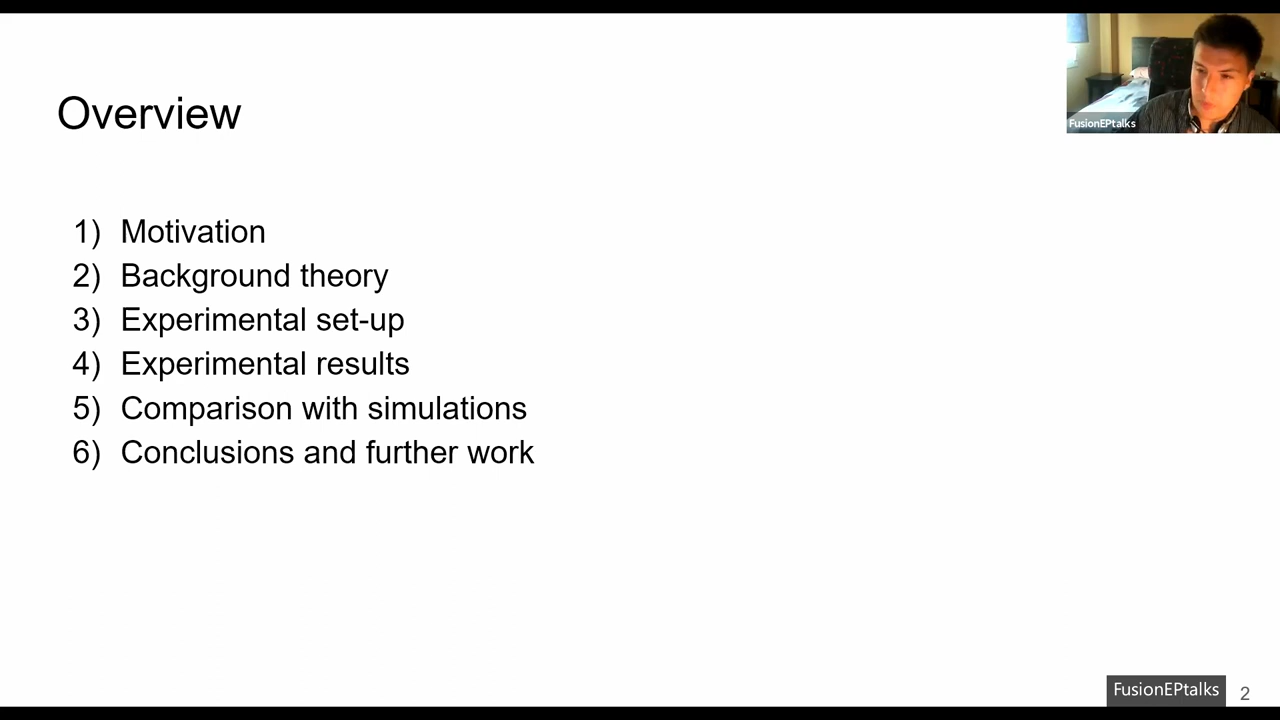 Overview
FusionEPtalks
1) Motivation
2) Background theory
3) Experimental set-up
4) Experimental results
5) Comparison with simulations
6) Conclusions and further work
FusionEPtalks
2